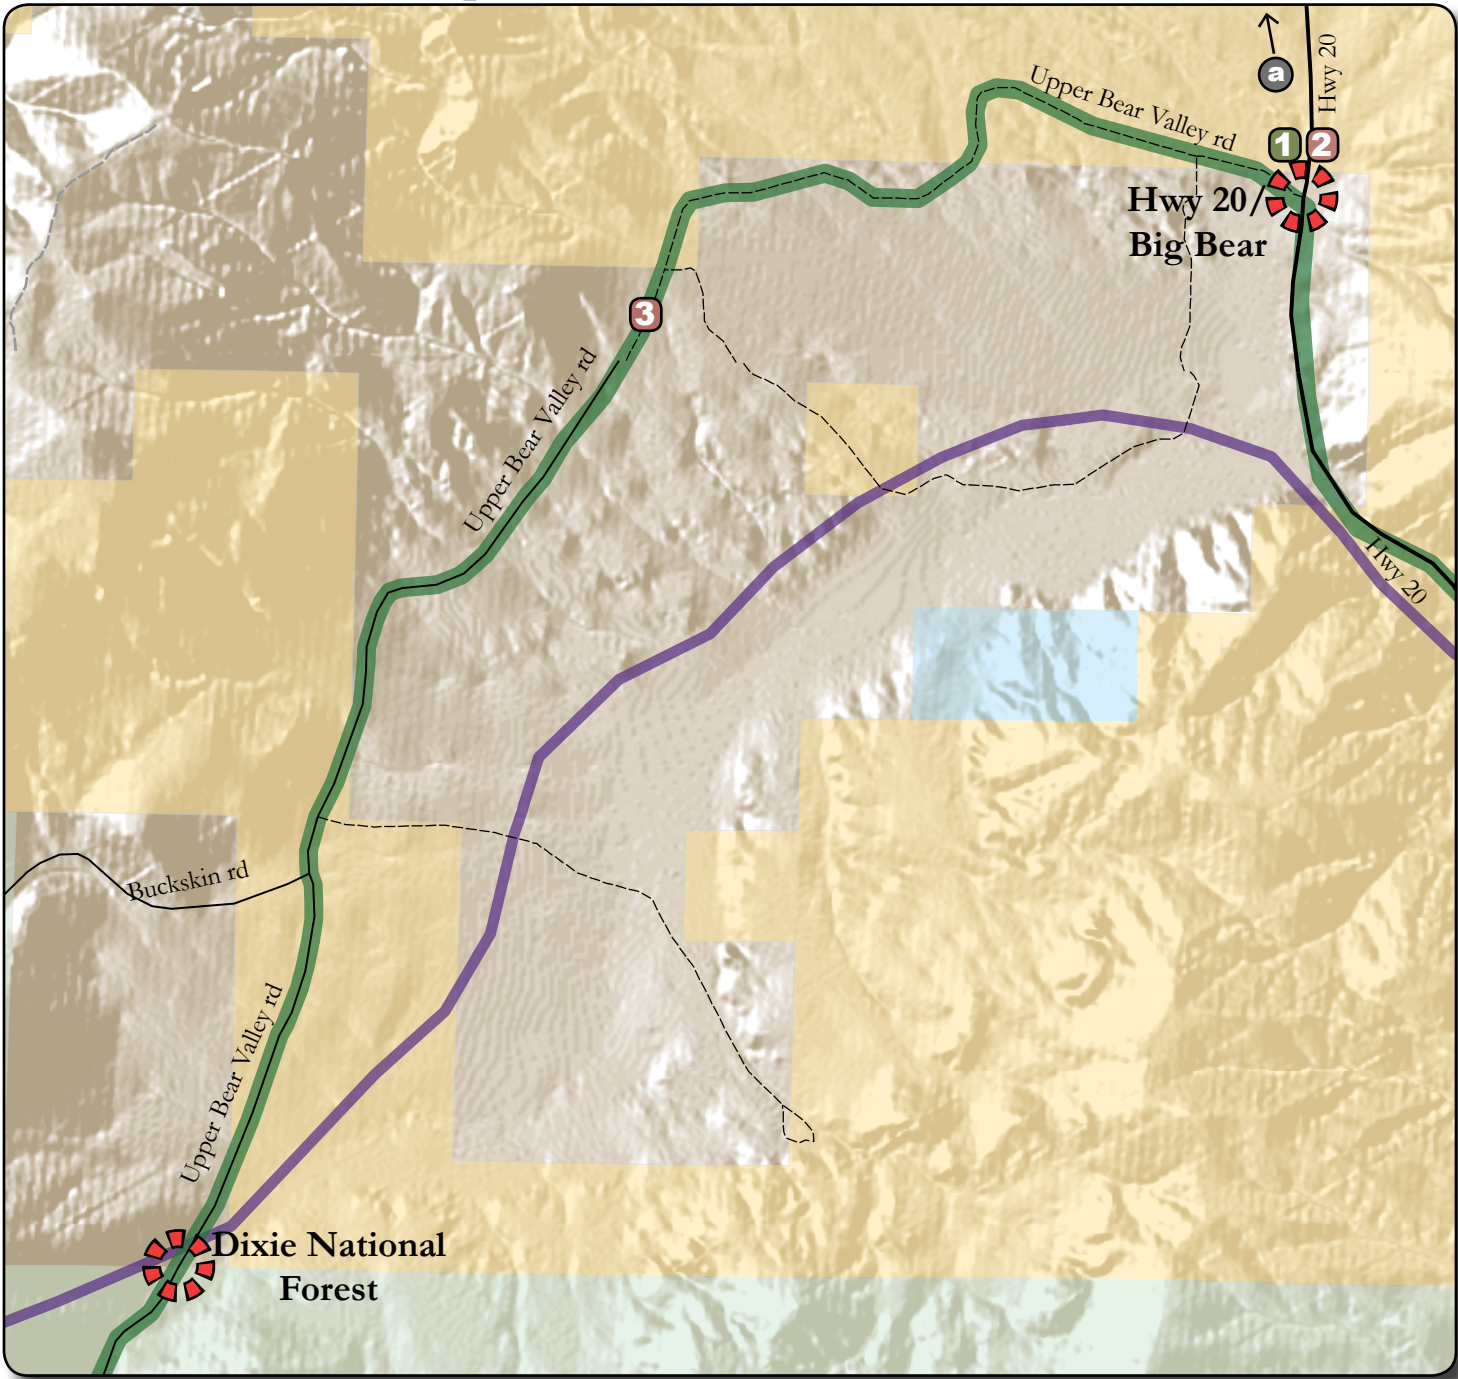 Hwy 20
a
Upper Bear Valley rd
1
2
Hwy 20/
Big Bear
3
Upper Bear Valley rd
Hwy 20
Buckskin rd
Upper Bear Valley rd
Dixie National
Forest